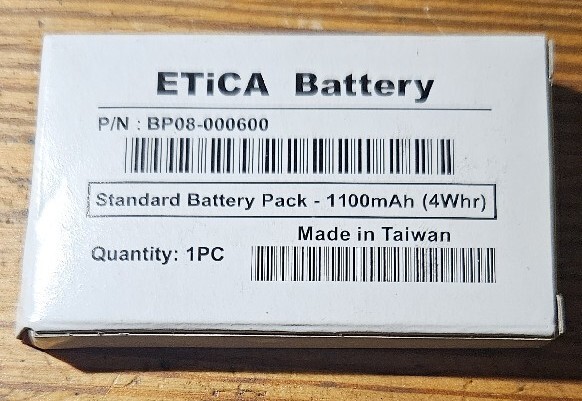 ETiCA Battery
P/N : BP08-000600
Standard Battery Pack - 1100mAh (4Whr)
Made in Taiwan
Quantity: 1PC